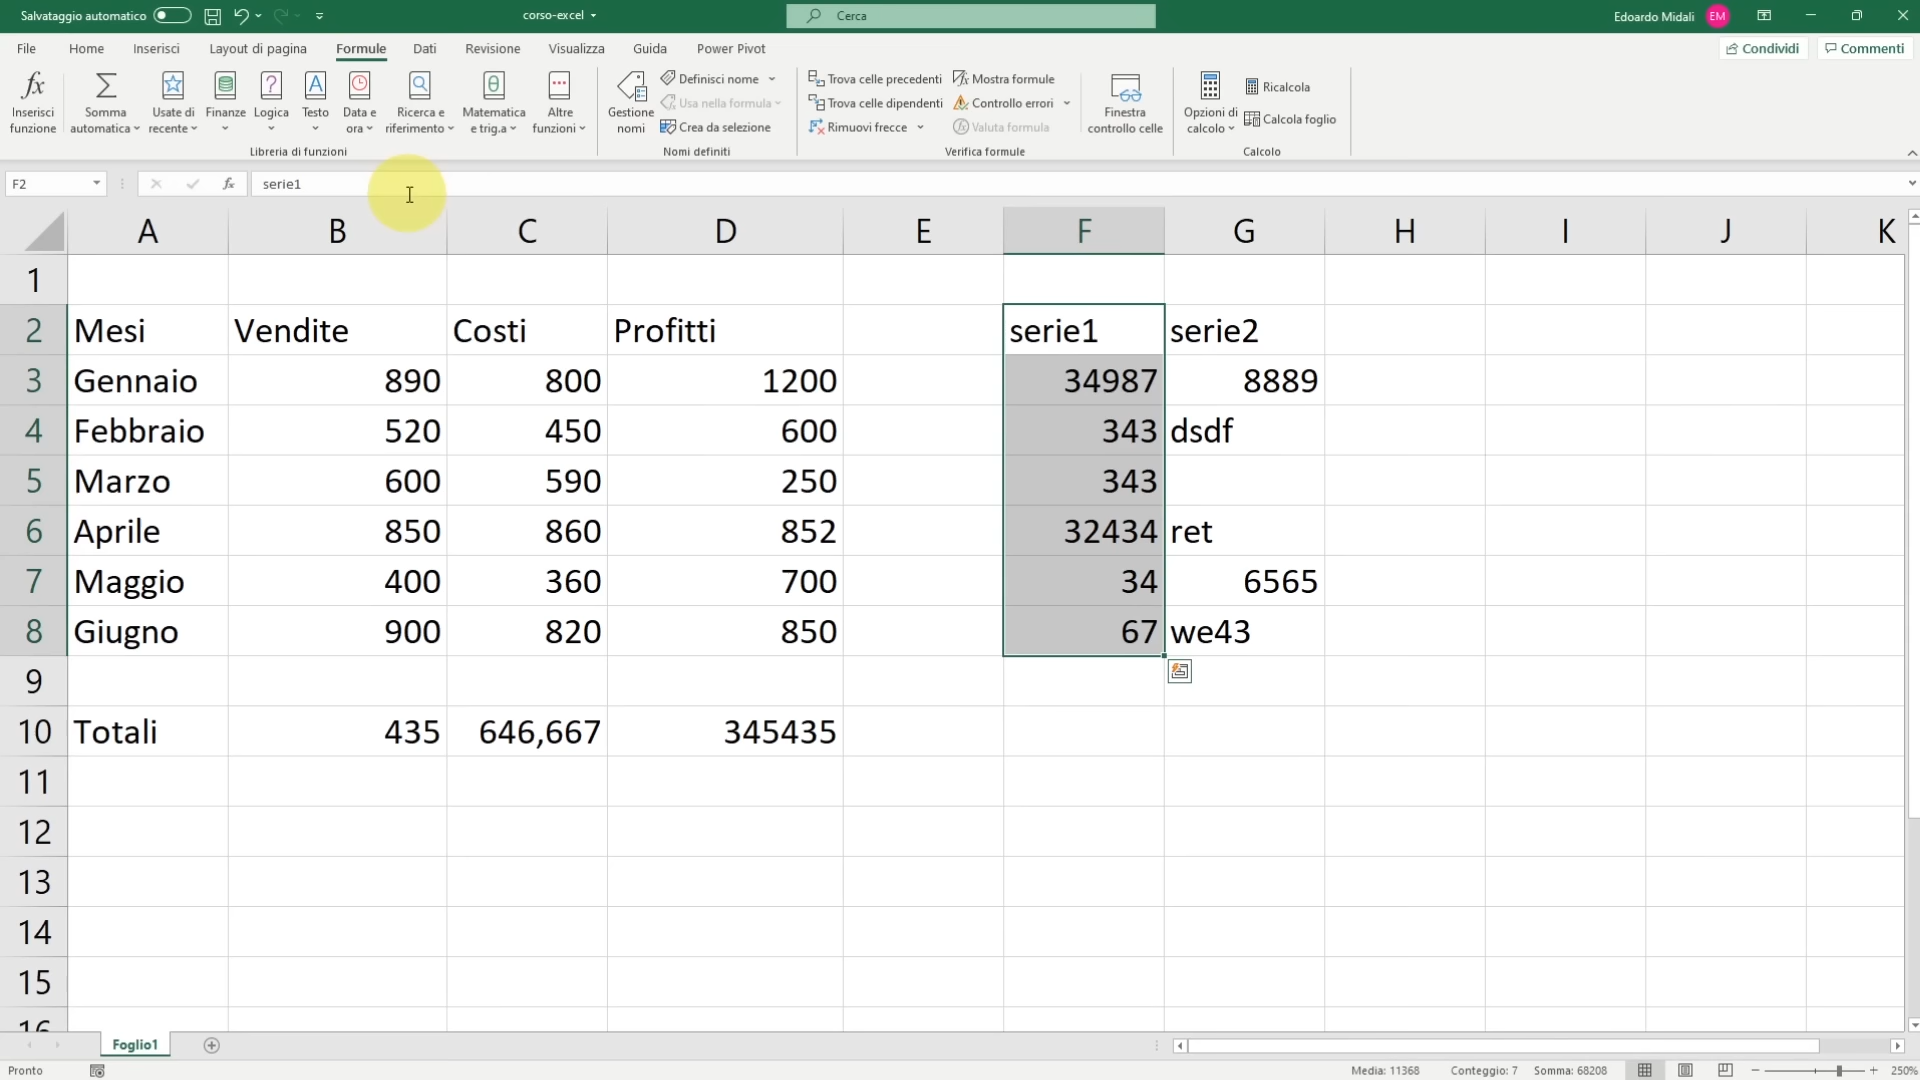 Salvataggio automatico
corso-excel
Cerca
Edoardo Midali
EM
File
Home
Inserisci
Layout di pagina
Formule
Dati
Revisione
Visualizza
Guida
Power Pivot
Condividi
Commenti
Inserisci funzione
Somma automatica
Usate di recente
Finanze
Logica
Testo
Data e ora
Ricerca e riferimento
Matematica e trig.a
Altre funzioni
Libreria di funzioni
Gestione nomi
Definisci nome
Usa nella formula
Crea da selezione
Nomi definiti
Trova celle precedenti
Trova celle dipendenti
Rimuovi frecce
Mostra formule
Controllo errori
Valuta formula
Verifica formule
Finestra controllo celle
Opzioni di calcolo
Ricalcola
Calcola foglio
Calcolo
F2
fx
serie1
A B C D E F G H I J K
1
2 Mesi Vendite Costi Profitti serie1 serie2
3 Gennaio 890 800 1200 34987 8889
4 Febbraio 520 450 600 343 dsdf
5 Marzo 600 590 250 343
6 Aprile 850 860 852 32434 ret
7 Maggio 400 360 700 34 6565
8 Giugno 900 820 850 67 we43
9
10 Totali 435 646,667 345435
11
12
13
14
15
16
Foglio1
Pronto
Media: 11368
Conteggio: 7
Somma: 68208
250%